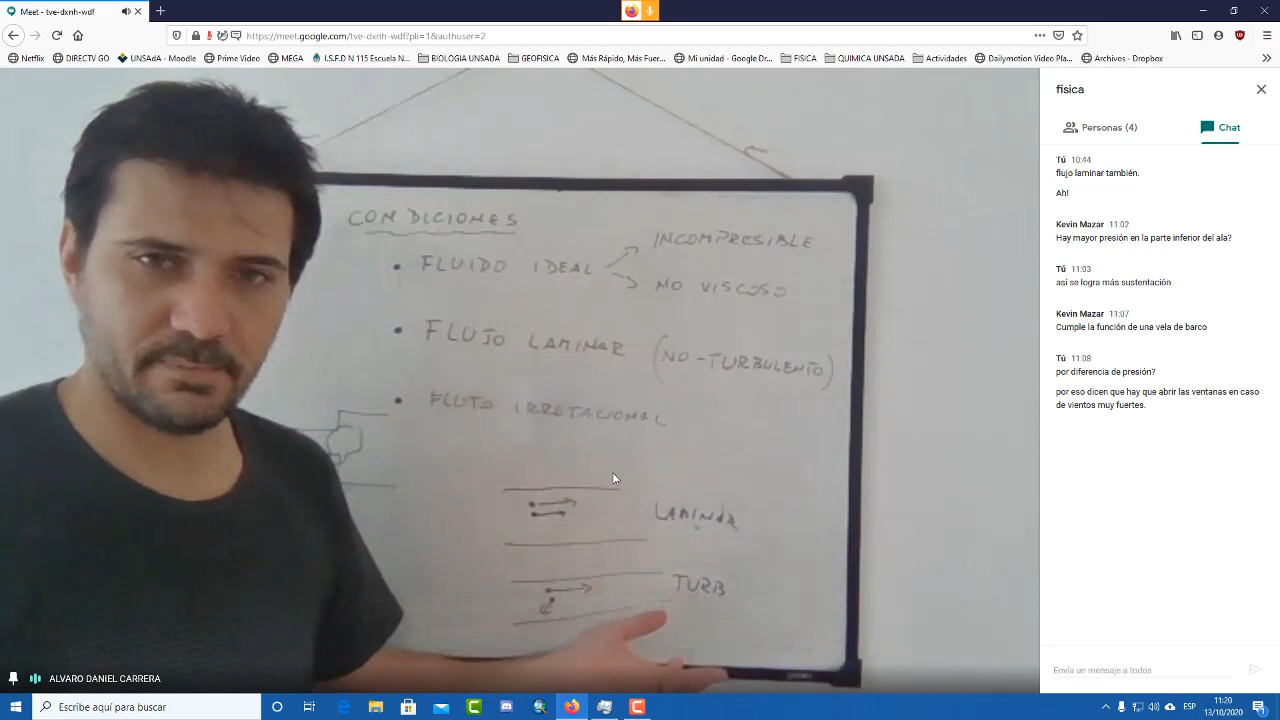 Meet - tve-dxnh-wdf
https://meet.google.com/tve-dxnh-wdf?pli=1&authuser=2
Netflix DIRECTV GO UNSAdA - Moodle Prime Video MEGA I.S.F.D N 115 Escuela N... BIOLOGIA UNSADA GEOFISICA Más Rápido, Más Fuer... Mi unidad - Google Dr... FISICA QUIMICA UNSADA Actividades Dailymotion Video Pla... Archivos - Dropbox
CONDICIONES
• FLUIDO IDEAL
INCOMPRESIBLE
NO VISCOSO
• FLUJO LAMINAR (NO-TURBULENTO)
• FLUJO IRROTACIONAL
LAMINAR
TURB
ALVARO DANIEL CARRERA
fisica
Personas (4) Chat
Tú 10:44
flujo laminar también.
Ah!
Kevin Mazar 11:02
Hay mayor presión en la parte inferior del ala?
Tú 11:03
asi se logra más sustentación
Kevin Mazar 11:07
Cumple la función de una vela de barco
Tú 11:08
por diferencia de presión?
por eso dicen que hay que abrir las ventanas en caso
de vientos muy fuertes.
Envía un mensaje a todos
Escribe aquí para buscar
ESP
11:20
13/10/2020
1